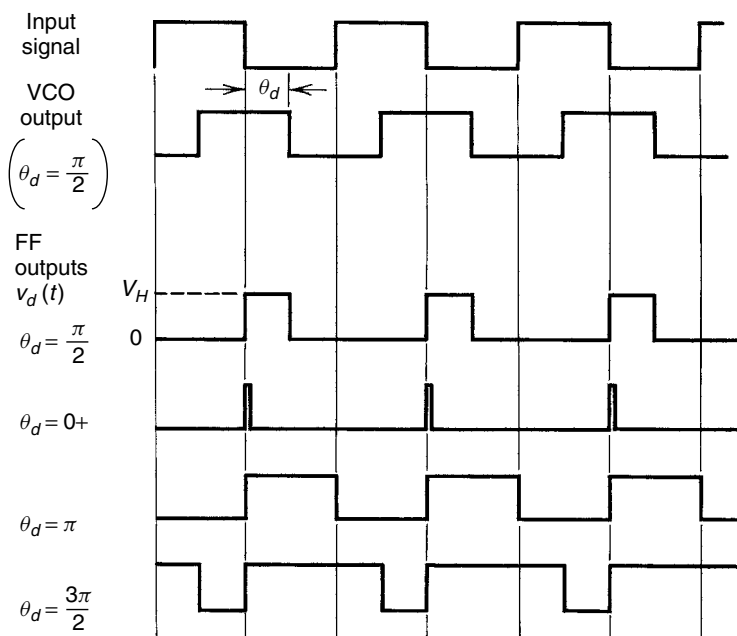 Input
signal
θd
VCO
output
(θd = π/2)
FF
outputs
vd (t)
VH
θd = π/2
0
θd = 0+
θd = π
θd = 3π/2